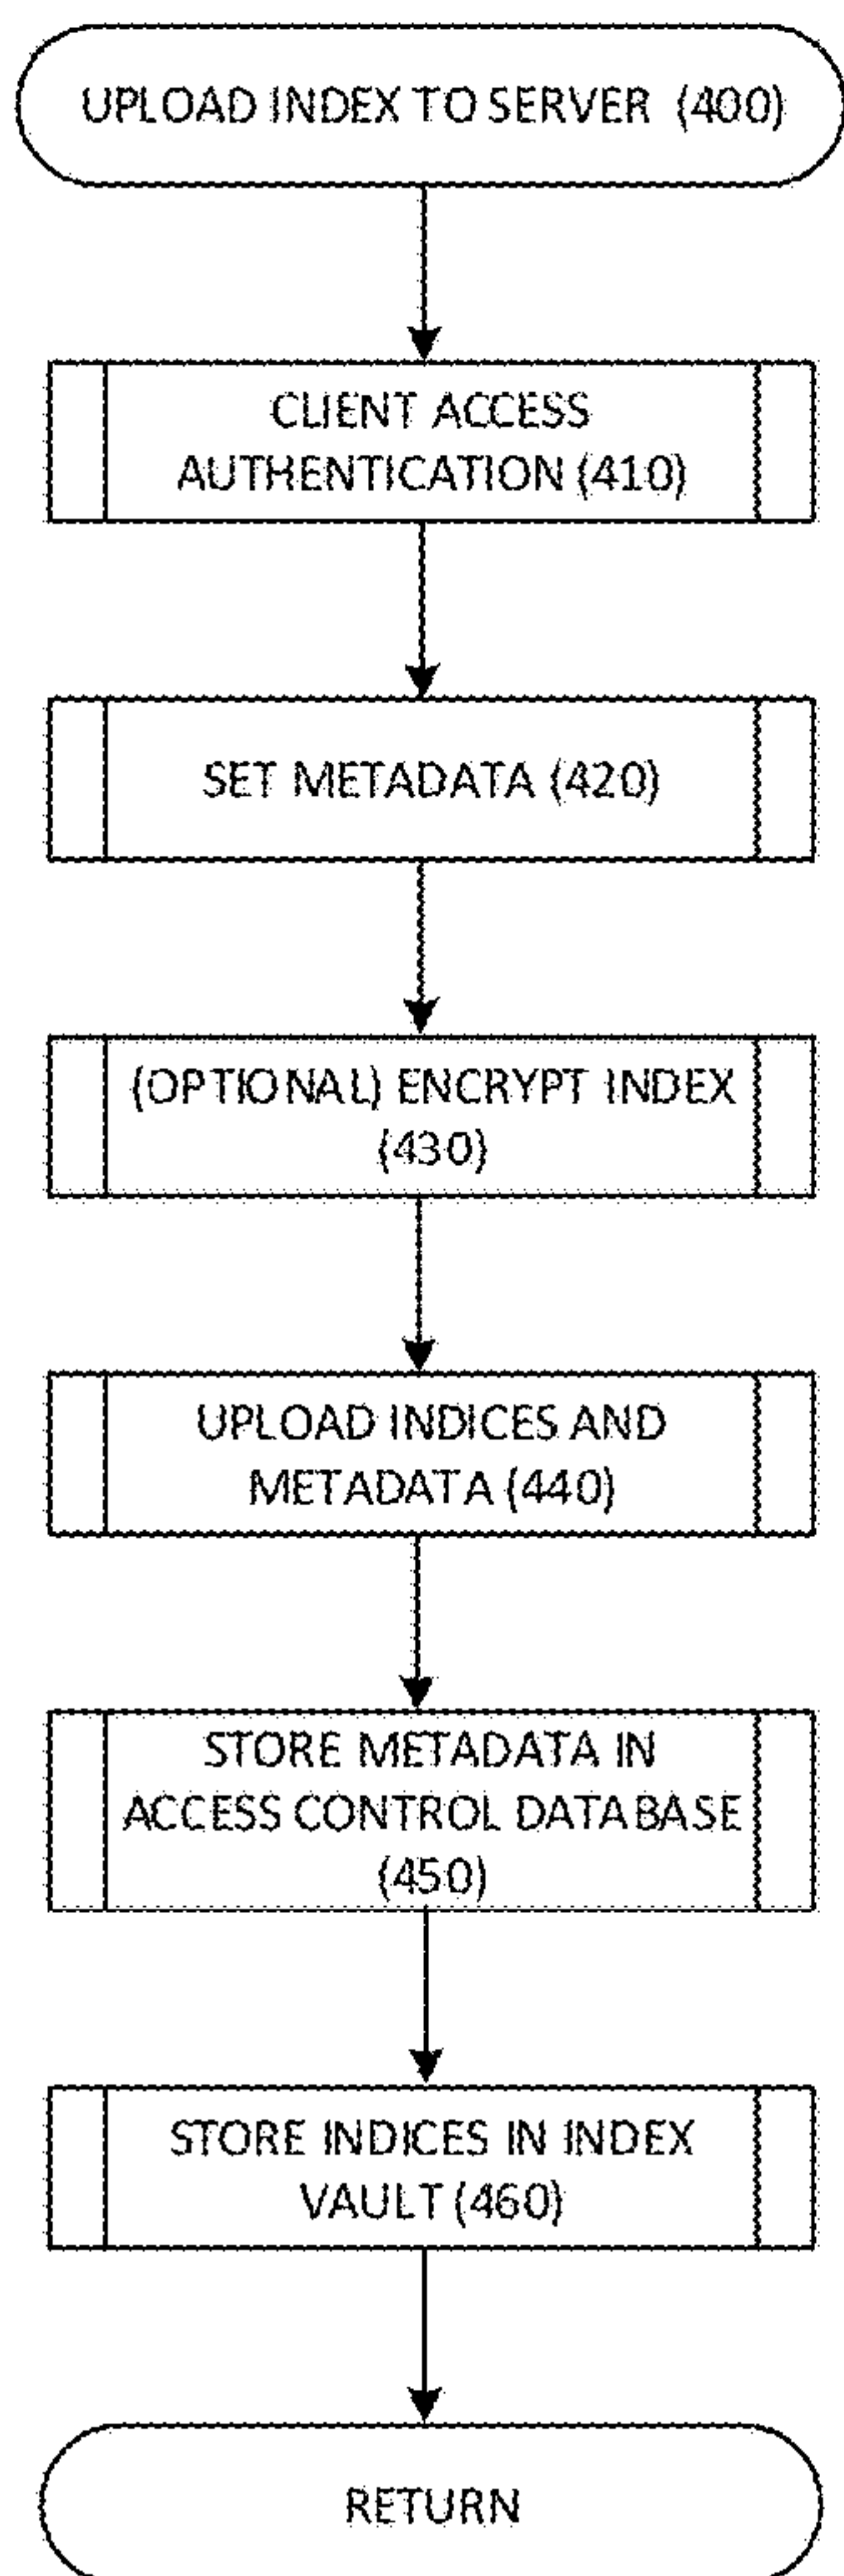 UPLOAD INDEX TO SERVER (400)
CLIENT ACCESS
AUTHENTICATION (410)
SET METADATA (420)
(OPTIONAL) ENCRYPT INDEX
(430)
UPLOAD INDICES AND
METADATA (440)
STORE METADATA IN
ACCESS CONTROL DATABASE
(450)
STORE INDICES IN INDEX
VAULT (460)
RETURN